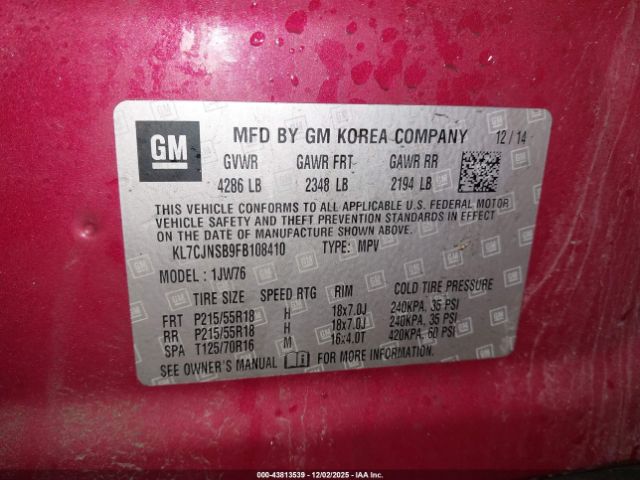 GM
MFD BY GM KOREA COMPANY 12/14
GVWR GAWR FRT GAWR RR
4286 LB 2348 LB 2194 LB
THIS VEHICLE CONFORMS TO ALL APPLICABLE U.S. FEDERAL MOTOR
VEHICLE SAFETY AND THEFT PREVENTION STANDARDS IN EFFECT
ON THE DATE OF MANUFACTURE SHOWN ABOVE.
KL7CJNSB9FB108410 TYPE: MPV
MODEL : 1JW76
TIRE SIZE SPEED RTG RIM COLD TIRE PRESSURE
FRT P215/55R18 H 18x7.0J 240KPA, 35 PSI
RR P215/55R18 H 18x7.0J 240KPA, 35 PSI
SPA T125/70R16 M 16x4.0T 420KPA, 60 PSI
SEE OWNER'S MANUAL FOR MORE INFORMATION.
000-43813539 - 12/02/2025 - IAA Inc.